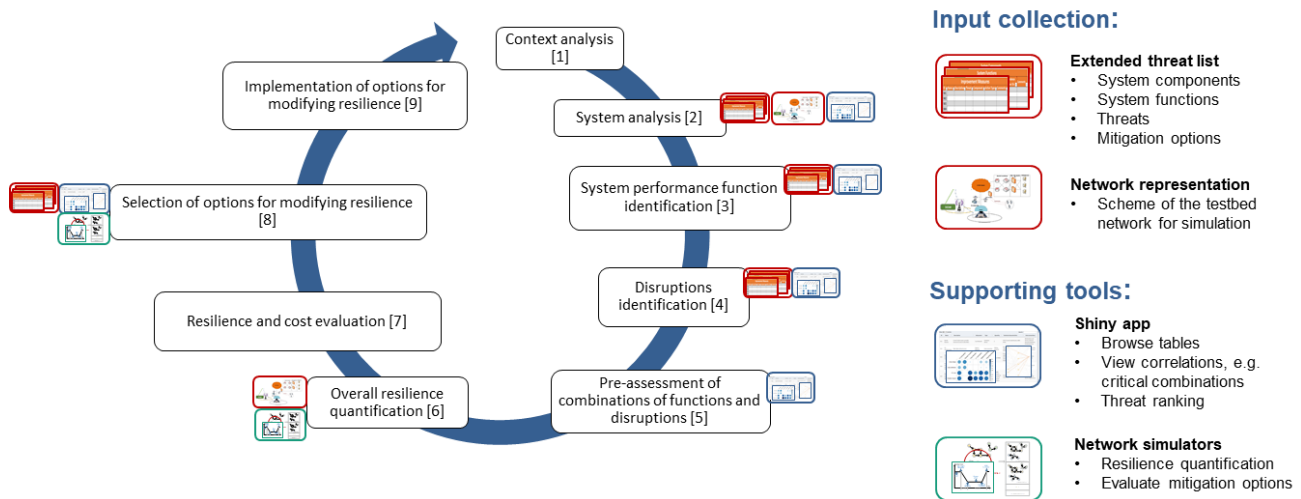 Context analysis
[1]
System analysis [2]
System performance function
identification [3]
Disruptions
identification [4]
Pre-assessment of
combinations of functions and
disruptions [5]
Overall resilience
quantification [6]
Resilience and cost evaluation [7]
Selection of options for modifying resilience
[8]
Implementation of options for
modifying resilience [9]
Input collection:
Extended threat list
• System components
• System functions
• Threats
• Mitigation options
Network representation
• Scheme of the testbed
network for simulation
Supporting tools:
Shiny app
• Browse tables
• View correlations, e.g.
critical combinations
• Threat ranking
Network simulators
• Resilience quantification
• Evaluate mitigation options